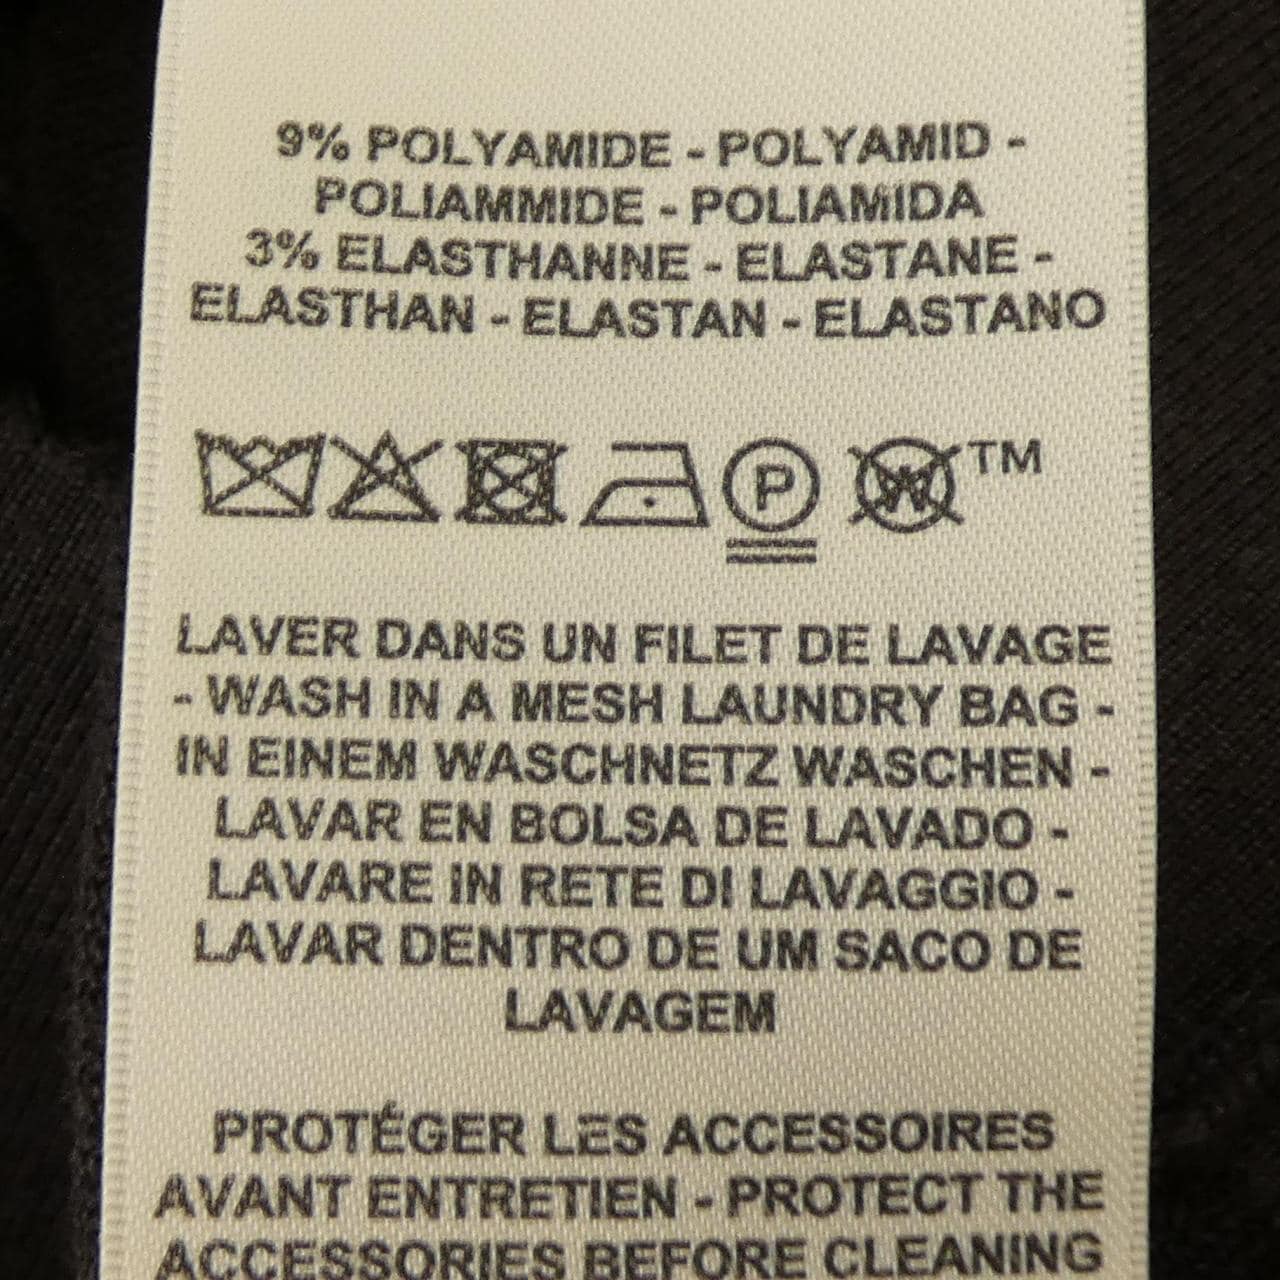 9% POLYAMIDE - POLYAMID -
POLIAMMIDE - POLIAMIDA
3% ELASTHANNE - ELASTANE -
ELASTHAN - ELASTAN - ELASTANO
P W TM
LAVER DANS UN FILET DE LAVAGE
- WASH IN A MESH LAUNDRY BAG -
IN EINEM WASCHNETZ WASCHEN -
LAVAR EN BOLSA DE LAVADO -
LAVARE IN RETE DI LAVAGGIO -
LAVAR DENTRO DE UM SACO DE
LAVAGEM
PROTÉGER LES ACCESSOIRES
AVANT ENTRETIEN - PROTECT THE
ACCESSORIES BEFORE CLEANING